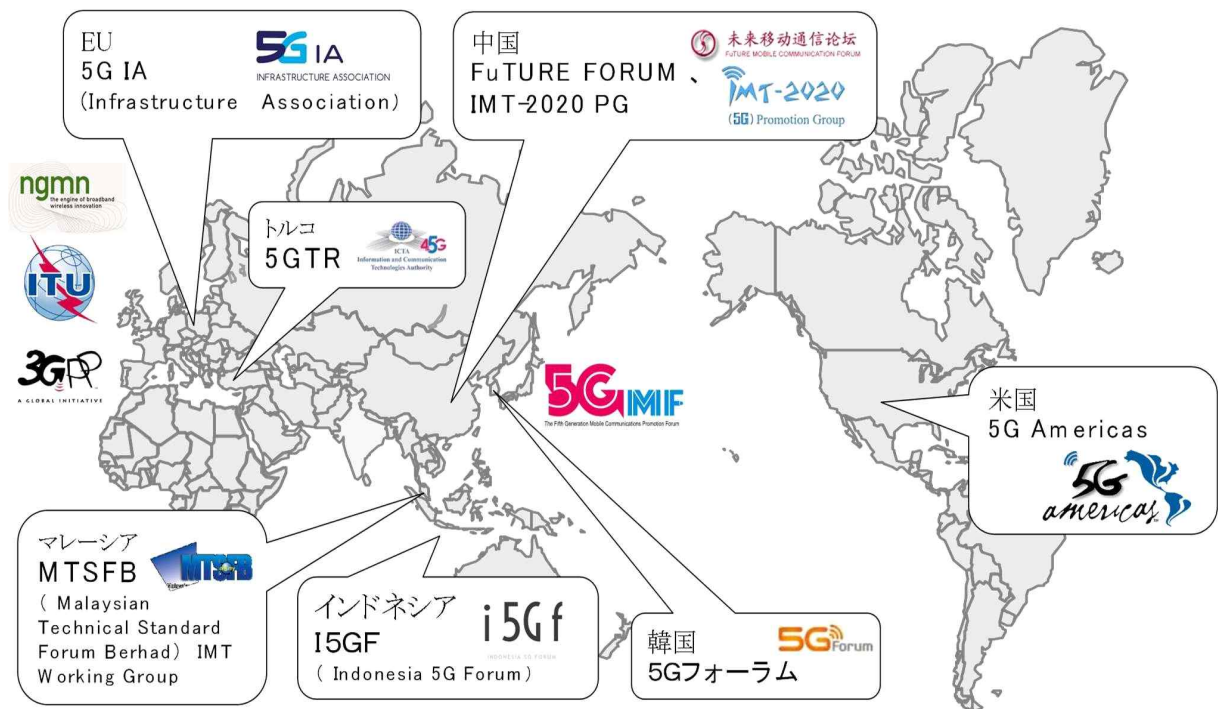 EU
5G IA
(Infrastructure Association)
5G IA
INFRASTRUCTURE ASSOCIATION
中国
FuTURE FORUM 、
IMT-2020 PG
未来移动通信论坛
FuTURE MOBILE COMMUNICATION FORUM
IMT-2020
(5G) Promotion Group
ngmn
the engine of broadband
wireless innovation
トルコ
5GTR
4.5G
ICTA
Information and Communication
Technologies Authority
ITU
3GPP
A GLOBAL INITIATIVE
5GMF
The Fifth Generation Mobile Communications Promotion Forum
米国
5G Americas
5G
americas
マレーシア
MTSFB
MTSFB
( Malaysian
Technical Standard
Forum Berhad) IMT
Working Group
インドネシア
I5GF
( Indonesia 5G Forum)
i5Gf
INDONESIA 5G FORUM
韓国
5Gフォーラム
5G Forum